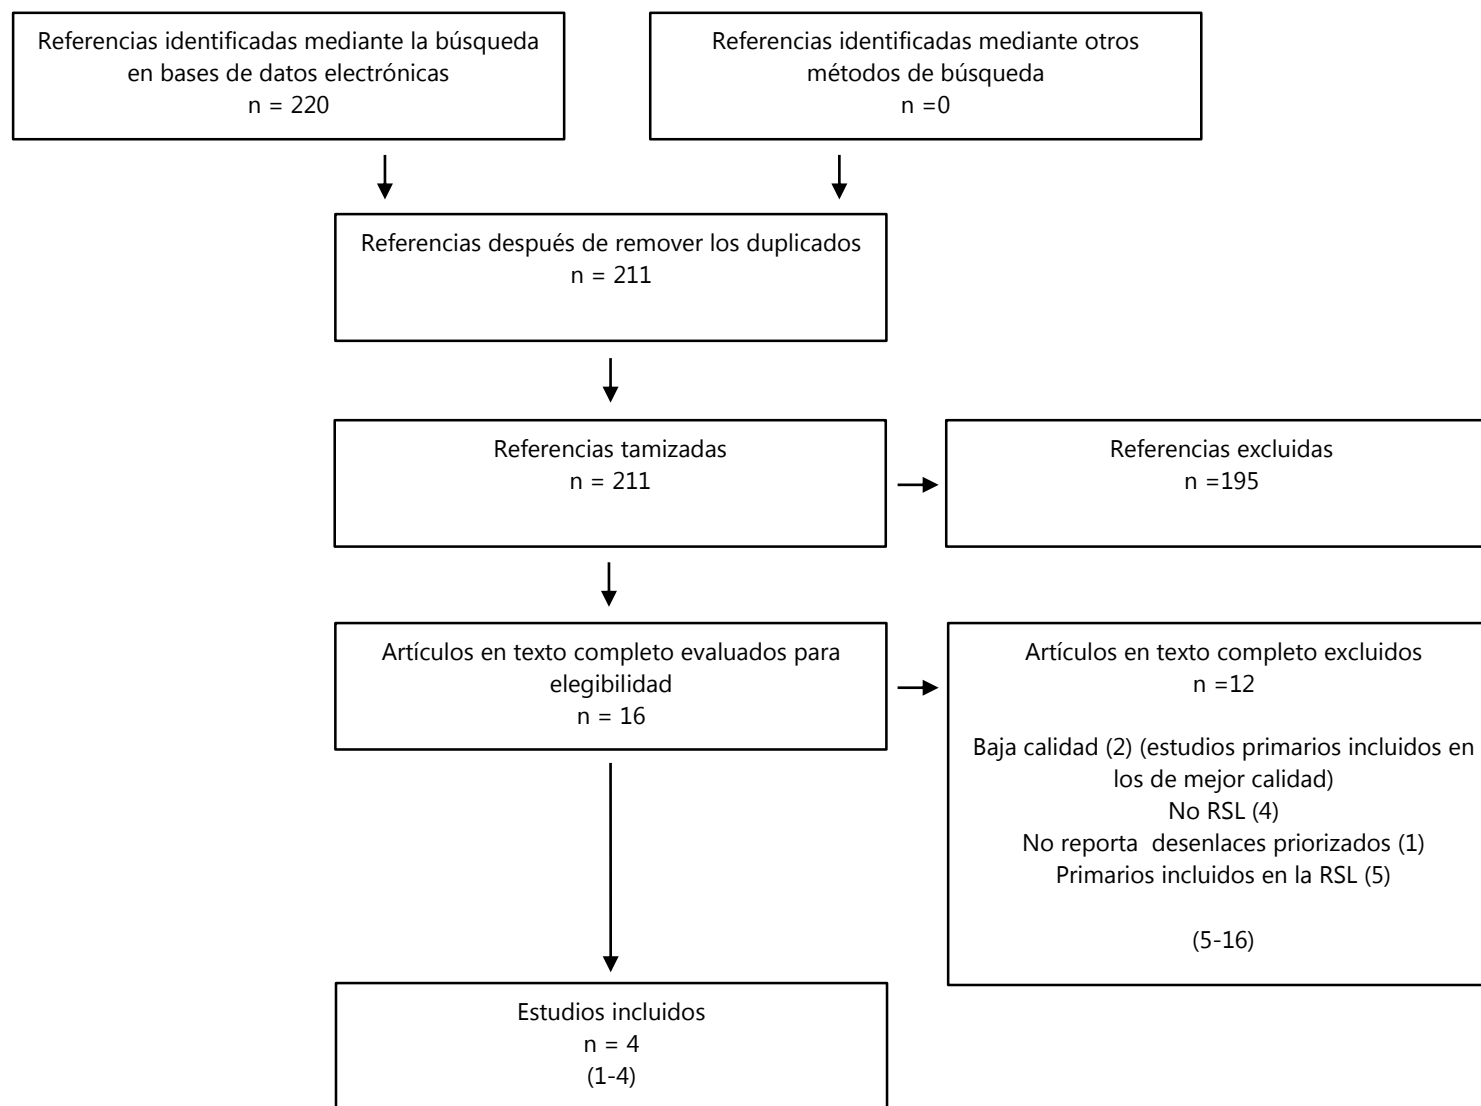 Referencias identificadas mediante la búsqueda
en bases de datos electrónicas
n = 220
Referencias identificadas mediante otros
métodos de búsqueda
n =0
Referencias después de remover los duplicados
n = 211
Referencias tamizadas
n = 211
Referencias excluidas
n =195
Artículos en texto completo evaluados para
elegibilidad
n = 16
Artículos en texto completo excluidos
n =12
Baja calidad (2) (estudios primarios incluidos en
los de mejor calidad)
No RSL (4)
No reporta  desenlaces priorizados (1)
Primarios incluidos en la RSL (5)
(5-16)
Estudios incluidos
n = 4
(1-4)